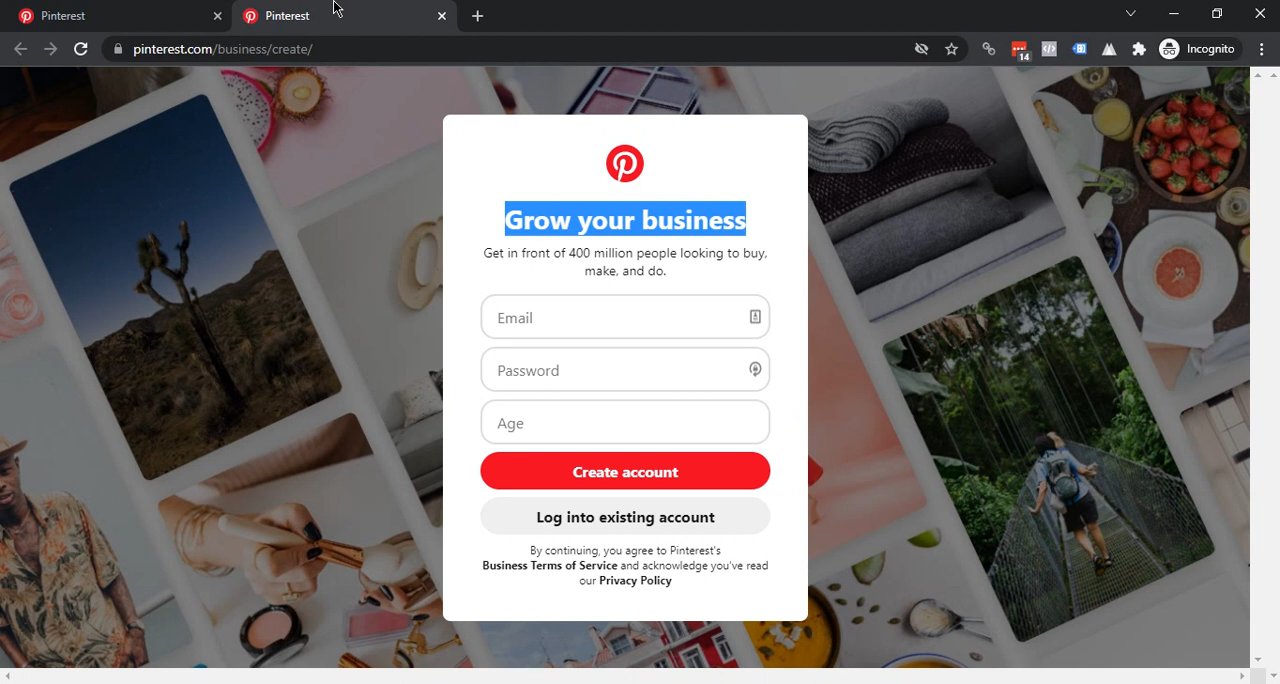 Pinterest
Pinterest
pinterest.com/business/create/
14
Incognito
Grow your business
Get in front of 400 million people looking to buy,
make, and do.
Email
Password
Age
Create account
Log into existing account
By continuing, you agree to Pinterest's
Business Terms of Service and acknowledge you've read
our Privacy Policy